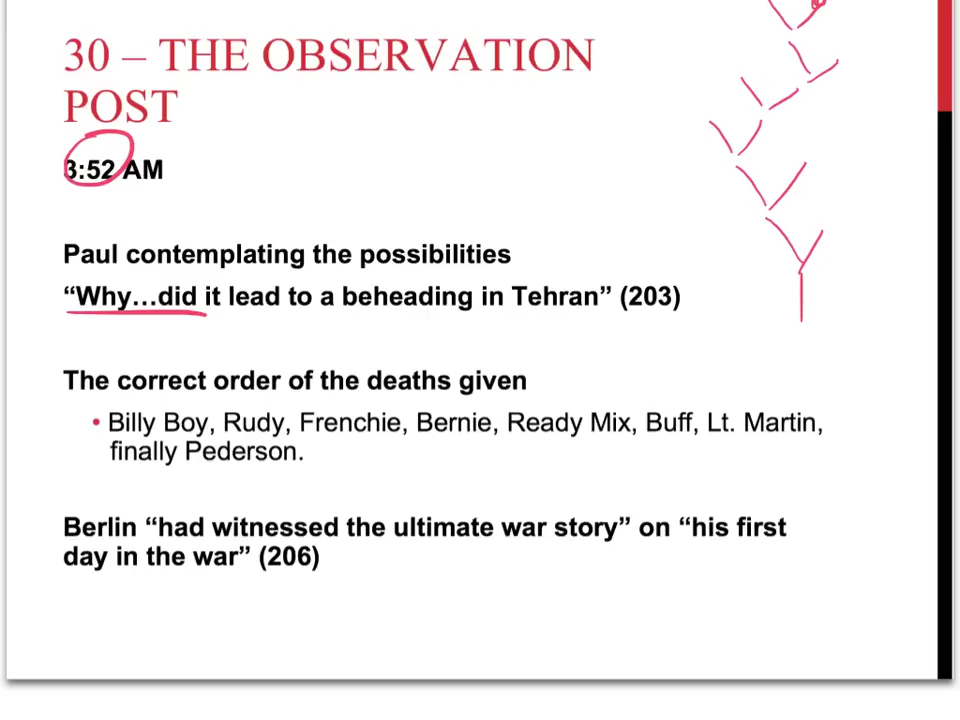 30 – THE OBSERVATION
POST
3:52 AM
Paul contemplating the possibilities
“Why…did it lead to a beheading in Tehran” (203)
The correct order of the deaths given
• Billy Boy, Rudy, Frenchie, Bernie, Ready Mix, Buff, Lt. Martin,
finally Pederson.
Berlin “had witnessed the ultimate war story” on “his first
day in the war” (206)